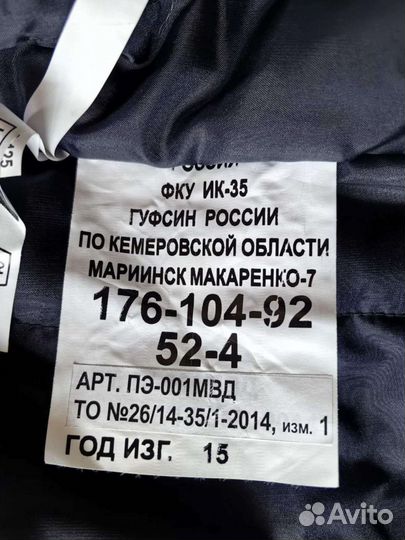 РОССИЯ
ФКУ ИК-35
ГУФСИН РОССИИ
ПО КЕМЕРОВСКОЙ ОБЛАСТИ
МАРИИНСК МАКАРЕНКО-7
176-104-92
52-4
АРТ. ПЭ-001МВД
ТО №26/14-35/1-2014, изм. 1
ГОД ИЗГ. 15
Avito